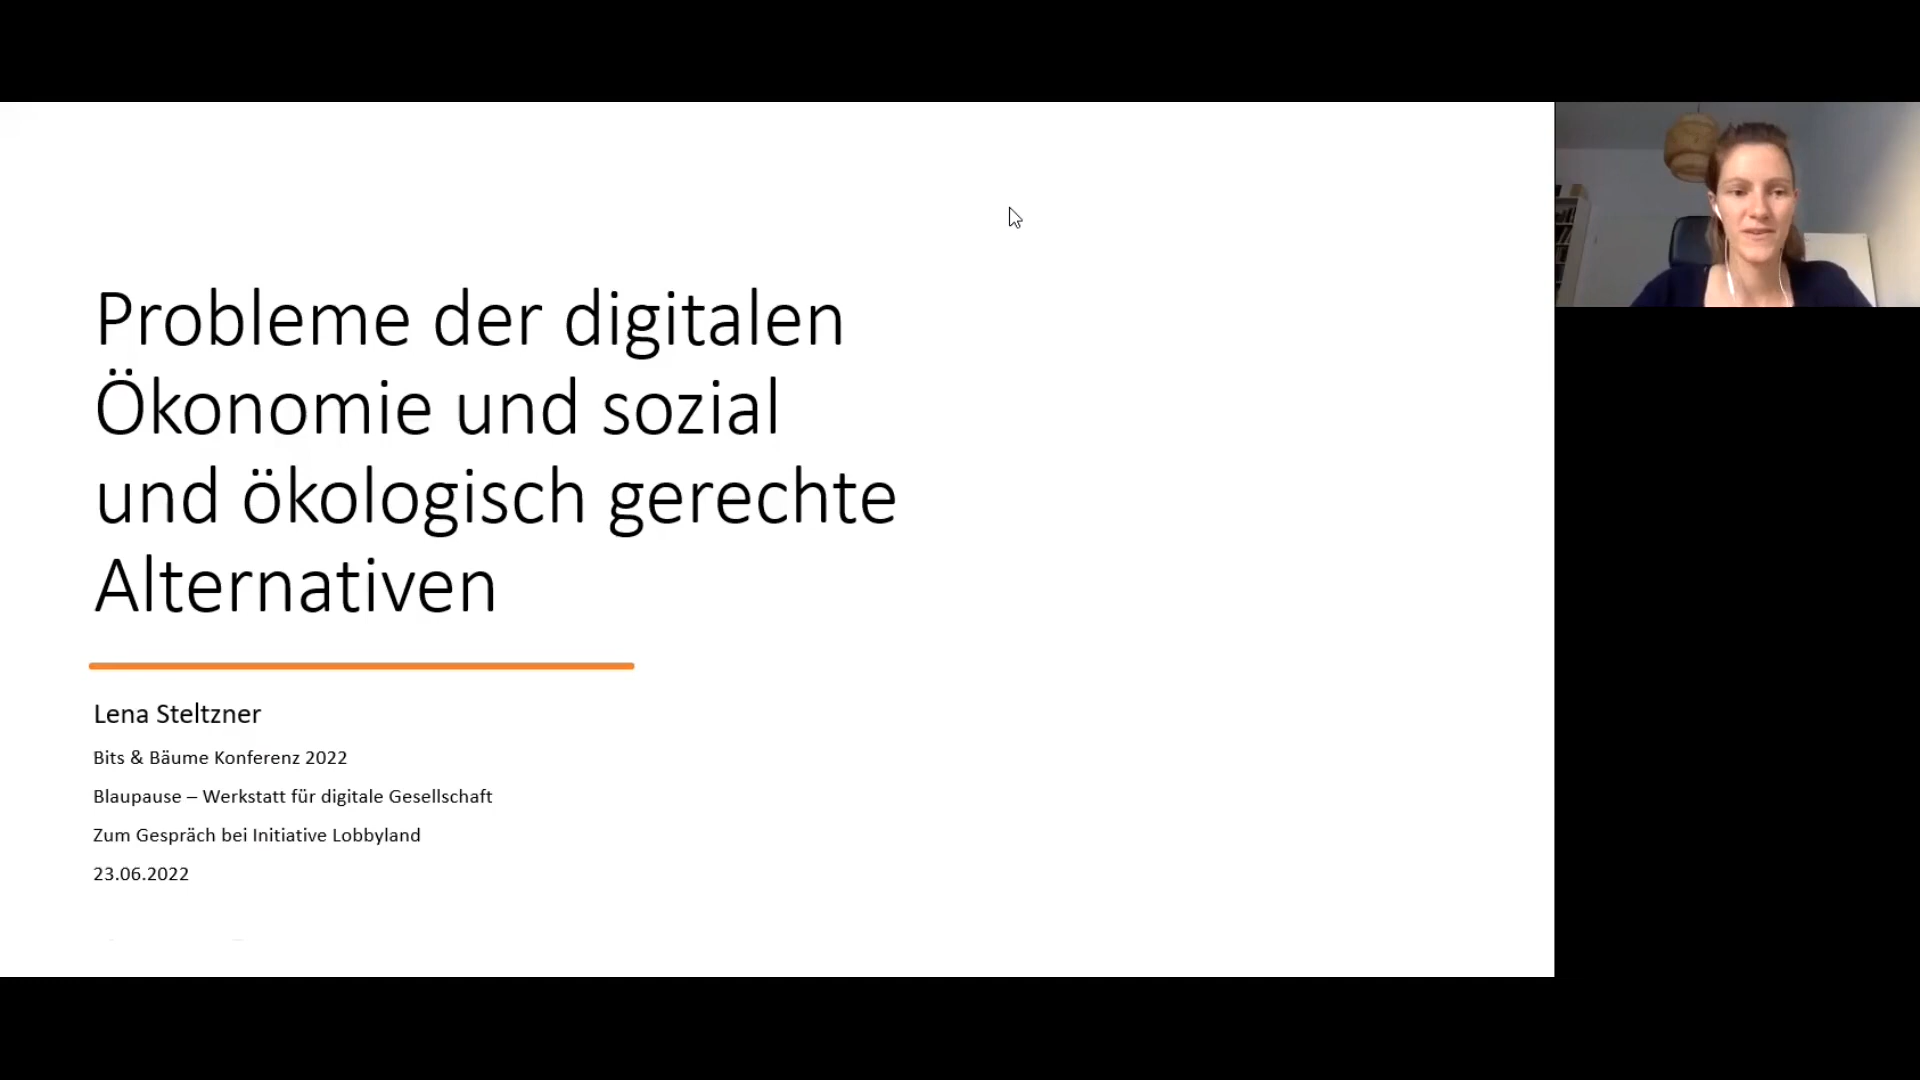 Probleme der digitalen
Ökonomie und sozial
und ökologisch gerechte
Alternativen
Lena Steltzner
Bits & Bäume Konferenz 2022
Blaupause – Werkstatt für digitale Gesellschaft
Zum Gespräch bei Initiative Lobbyland
23.06.2022